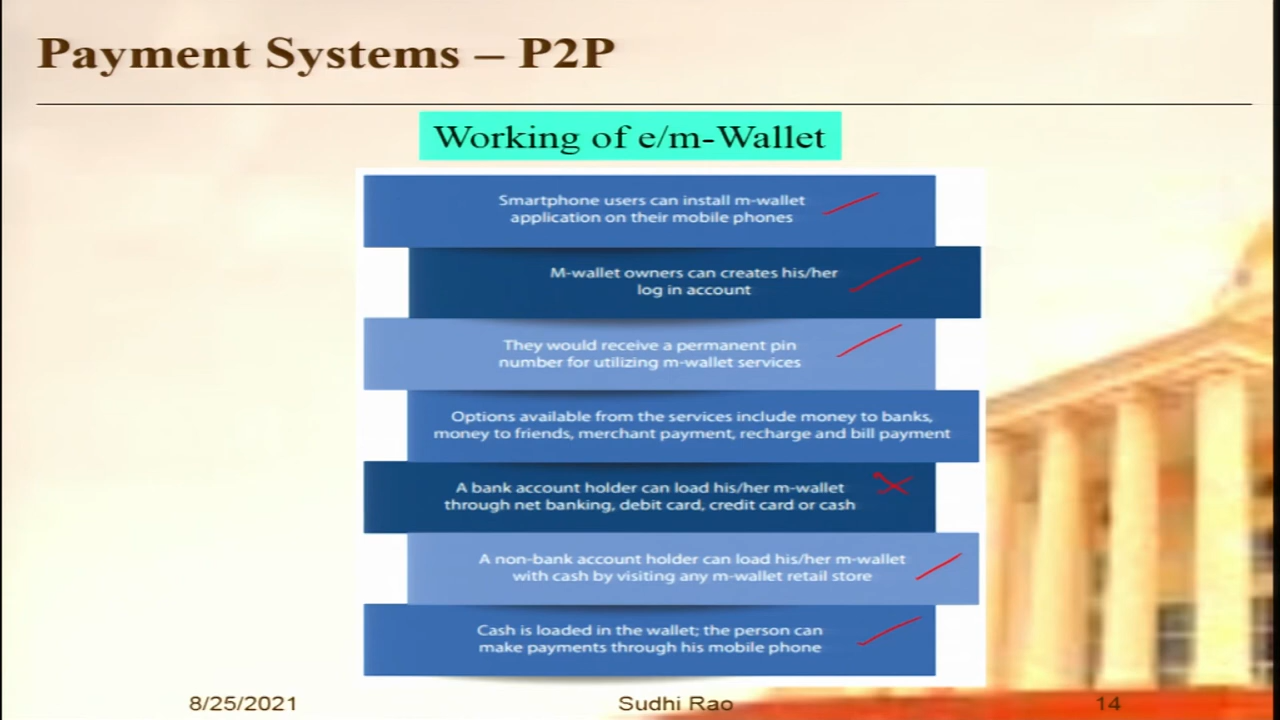 Payment Systems – P2P
Working of e/m-Wallet
Smartphone users can install m-wallet
application on their mobile phones
M-wallet owners can creates his/her
log in account
They would receive a permanent pin
number for utilizing m-wallet services
Options available from the services include money to banks,
money to friends, merchant payment, recharge and bill payment
A bank account holder can load his/her m-wallet
through net banking, debit card, credit card or cash
A non-bank account holder can load his/her m-wallet
with cash by visiting any m-wallet retail store
Cash is loaded in the wallet; the person can
make payments through his mobile phone
8/25/2021
Sudhi Rao
14